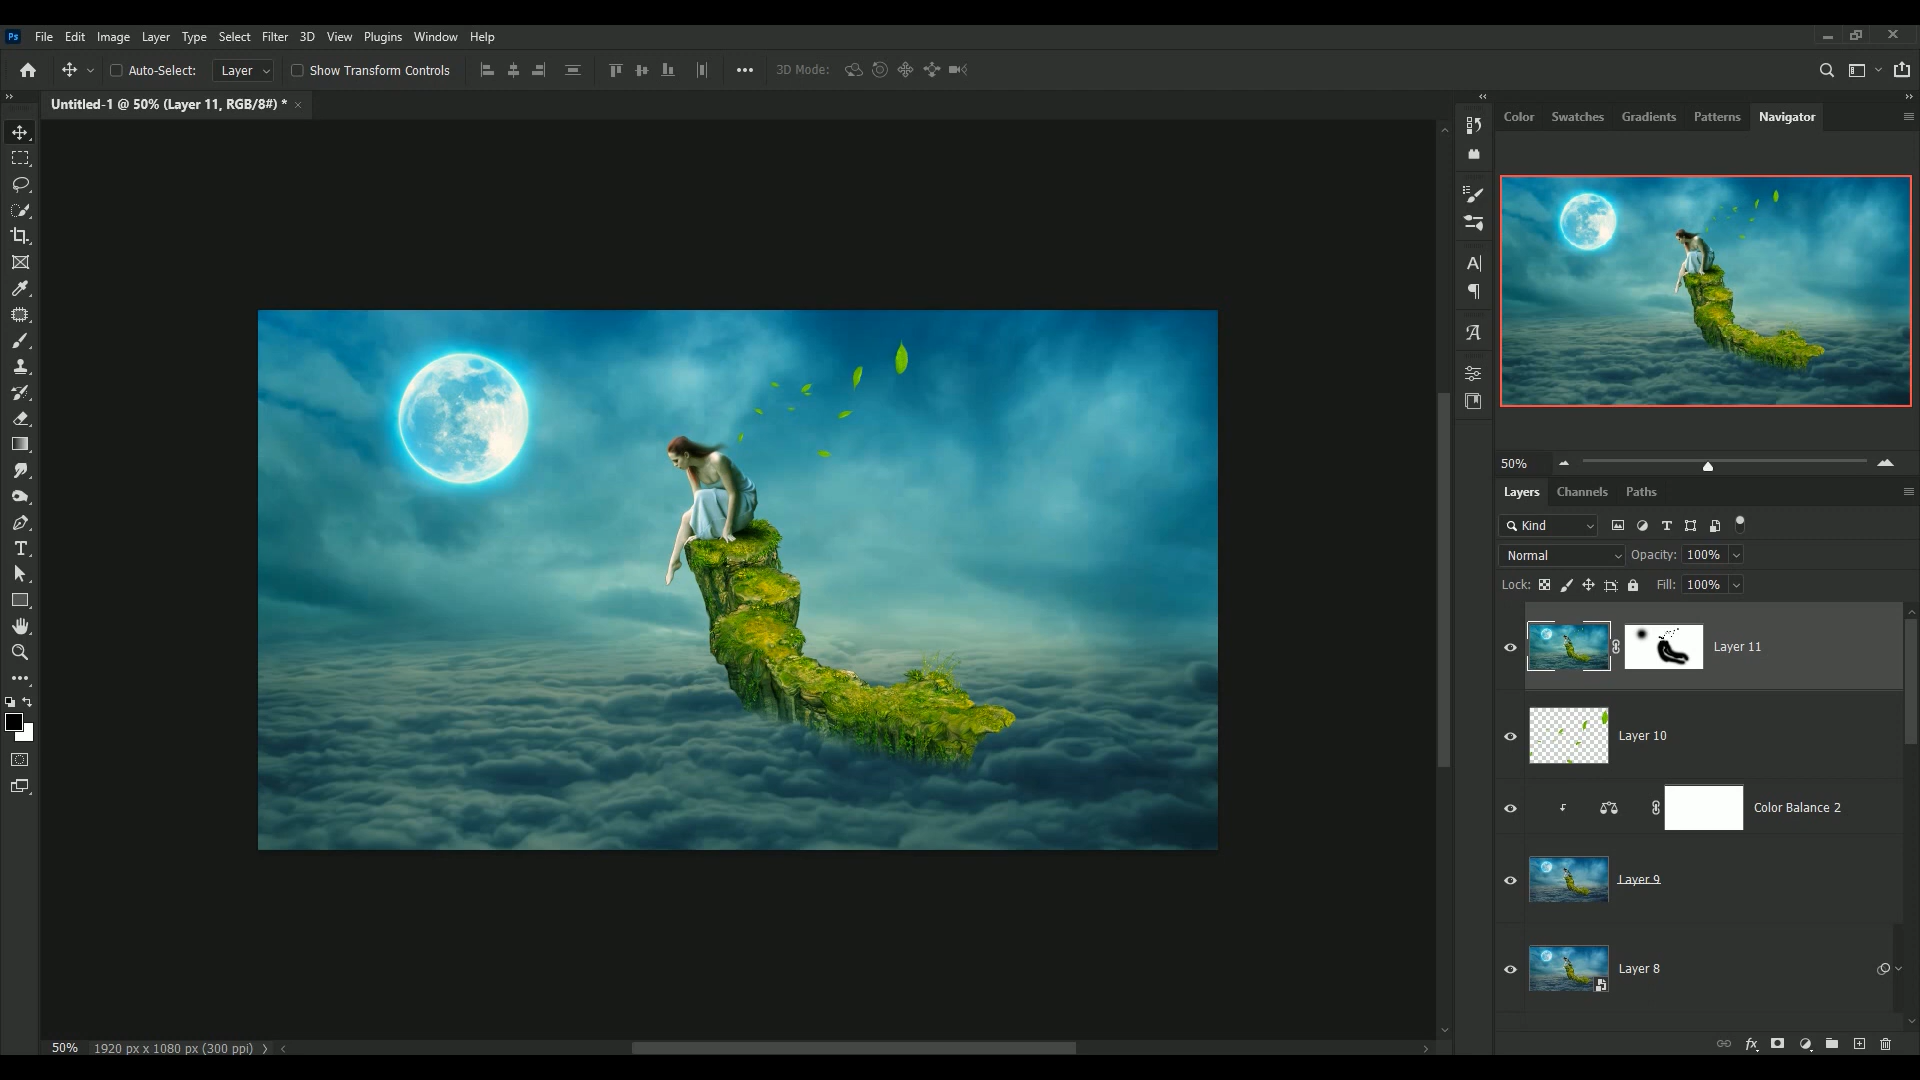 Ps File Edit Image Layer Type Select Filter 3D View Plugins Window Help
Auto-Select: Layer Show Transform Controls 3D Mode:
Untitled-1 @ 50% (Layer 11, RGB/8#) *
Color Swatches Gradients Patterns Navigator
50%
Layers Channels Paths
Kind
Normal Opacity: 100%
Lock: Fill: 100%
Layer 11
Layer 10
Color Balance 2
Layer 9
Layer 8
50% 1920 px x 1080 px (300 ppi)